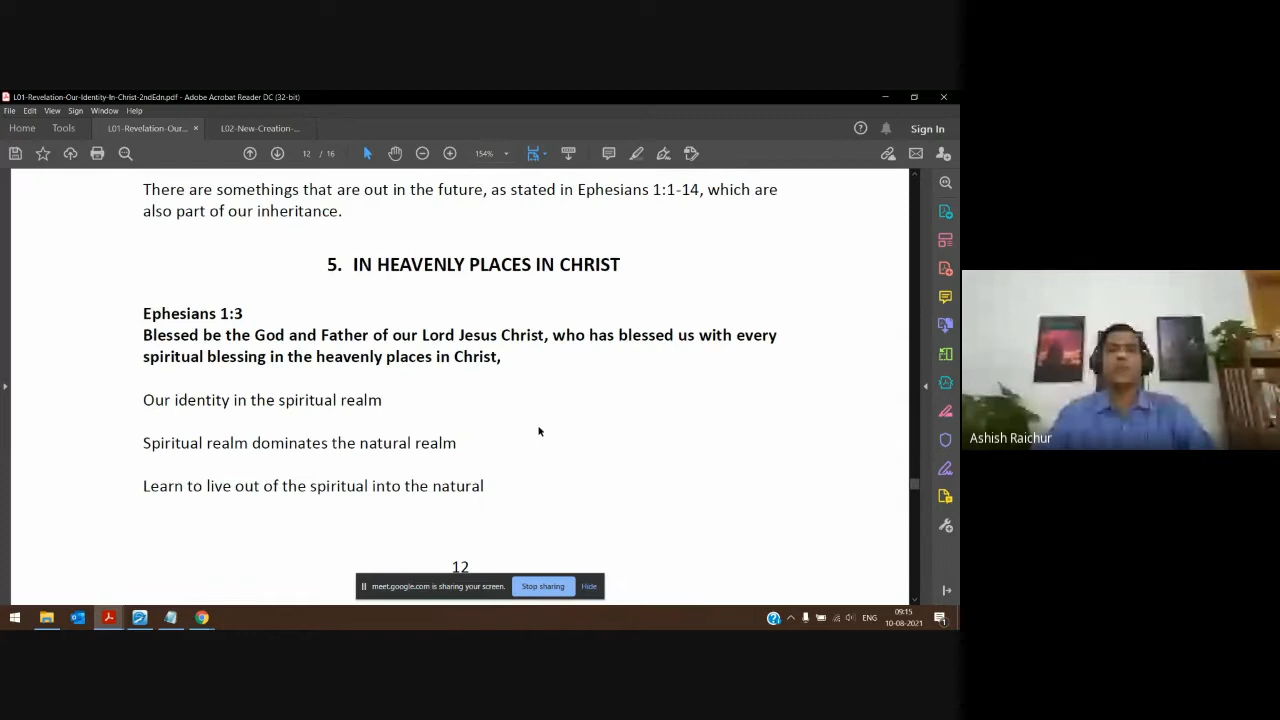 L01-Revelation-Our-Identity-In-Christ-2ndEdn.pdf - Adobe Acrobat Reader DC (32-bit)
File Edit View Sign Window Help
Home Tools L01-Revelation-Our... × L02-New-Creation-... Sign In
12 / 16 154%
There are somethings that are out in the future, as stated in Ephesians 1:1-14, which are
also part of our inheritance.
5. IN HEAVENLY PLACES IN CHRIST
Ephesians 1:3
Blessed be the God and Father of our Lord Jesus Christ, who has blessed us with every
spiritual blessing in the heavenly places in Christ,
Our identity in the spiritual realm
Spiritual realm dominates the natural realm
Learn to live out of the spiritual into the natural
Ashish Raichur
12
meet.google.com is sharing your screen. Stop sharing Hide
ENG 09:15
10-08-2021